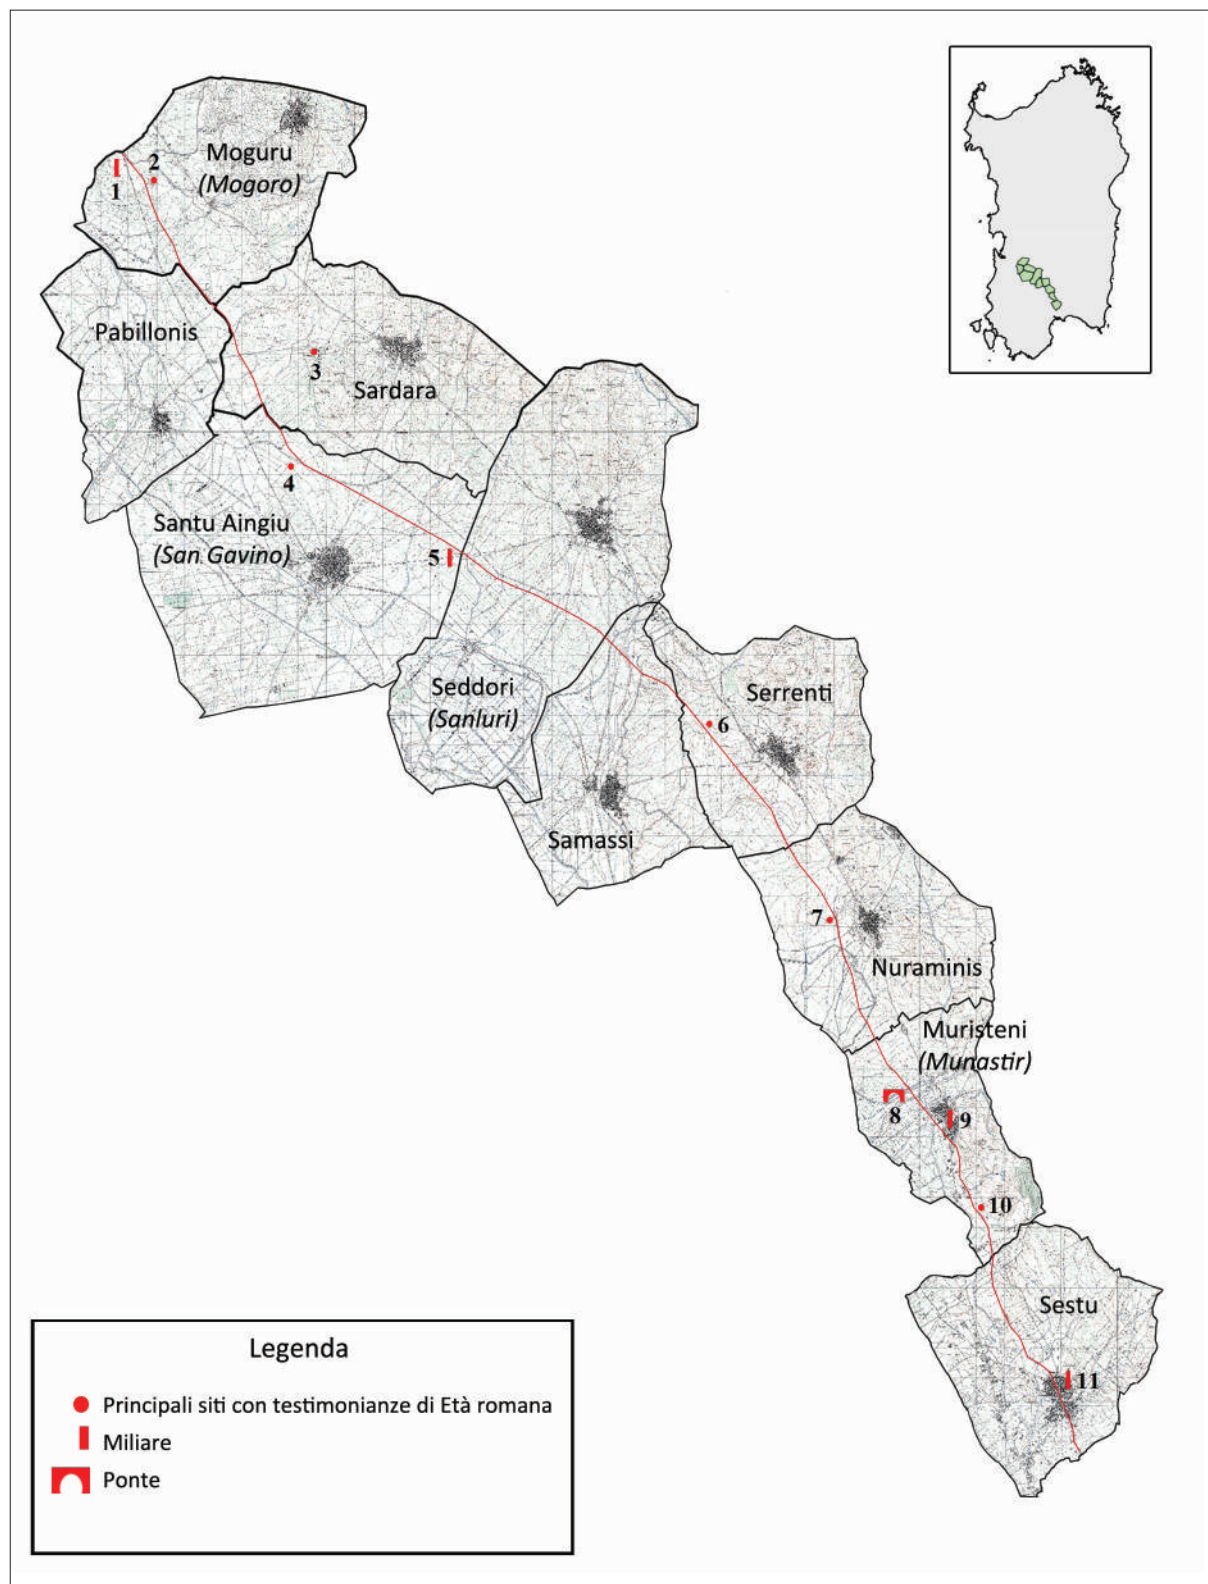 Moguru
(Mogoro)
1
2
Pabillonis
3
Sardara
4
Santu Aingiu
(San Gavino)
5
Seddori
(Sanluri)
Serrenti
6
Samassi
7
Nuraminis
Muristeni
(Munastir)
8
9
10
Sestu
11
Legenda
Principali siti con testimonianze di Età romana
Miliare
Ponte